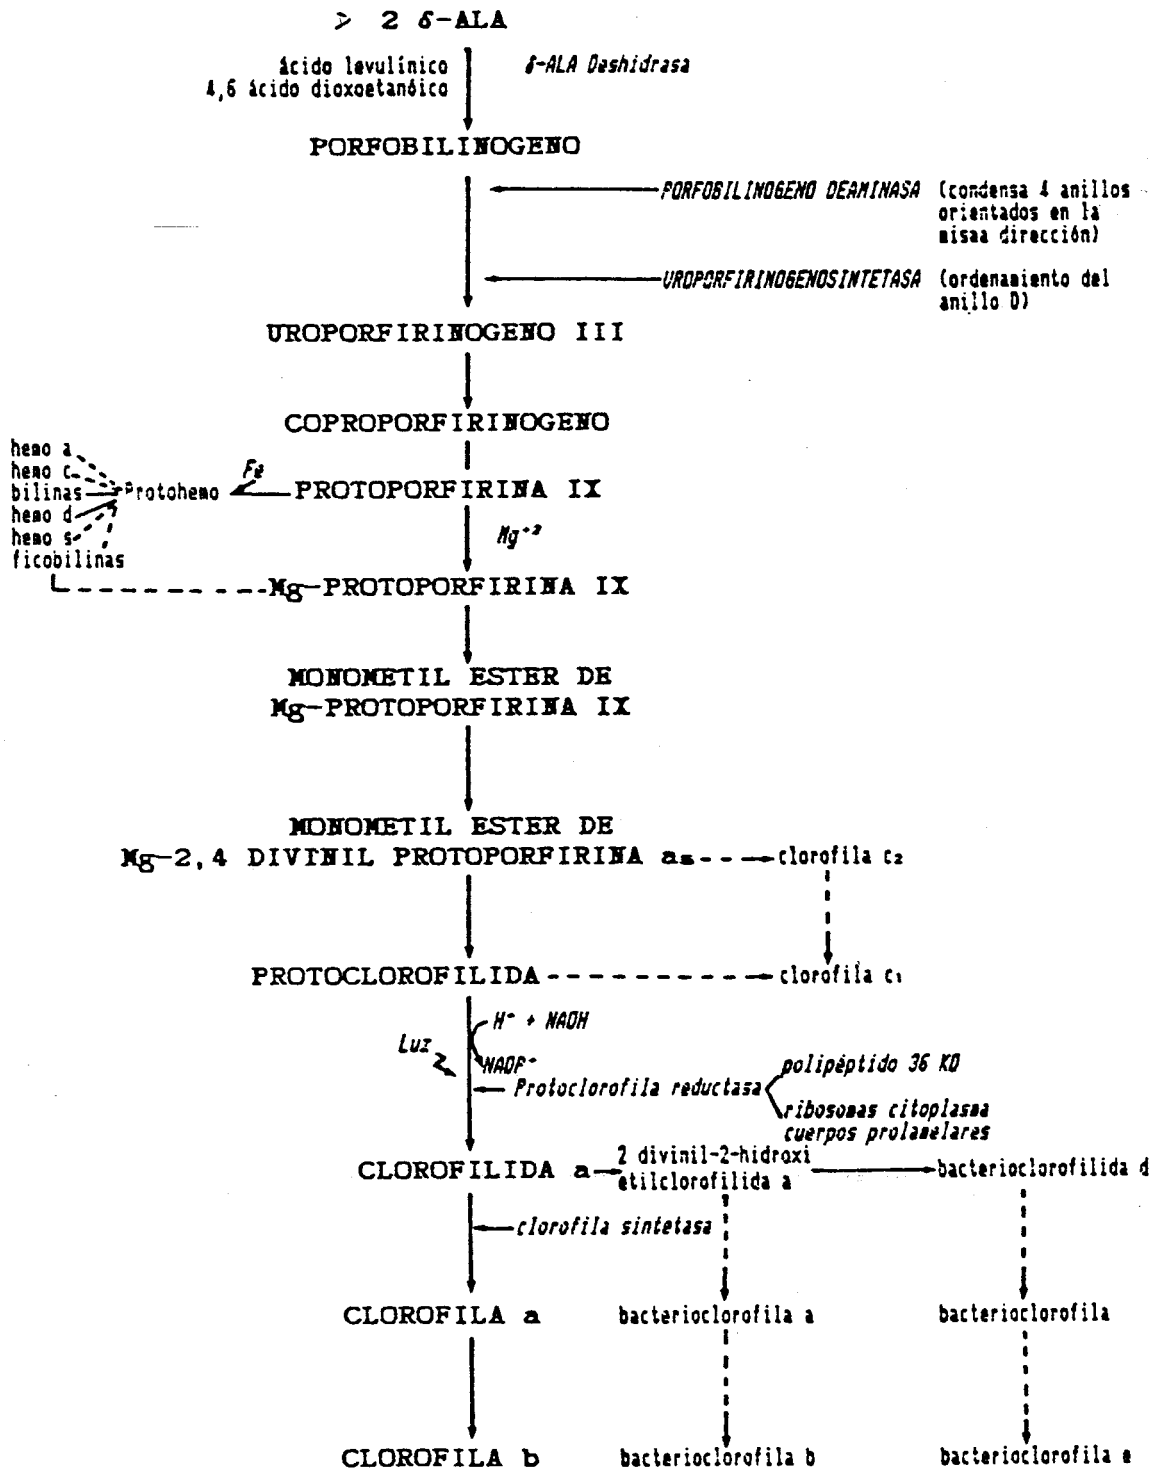 > 2 δ-ALA
ácido levulínico
4,6 ácido dioxoetanóico
δ-ALA Deshidrasa
PORFOBILINOGENO
PORFOBILINOGENO DEAMINASA (condensa 4 anillos
orientados en la
misaa dirección)
UROPORFIRINOGENOSINTETASA (ordenamiento del
anillo D)
UROPORFIRINOGENO III
COPROPORFIRINOGENO
hemo a
hemo c
bilinas
hemo d
hemo s
ficobilinas
Protohemo
Fe
PROTOPORFIRINA IX
Mg+2
Mg-PROTOPORFIRINA IX
MONOMETIL ESTER DE
Mg-PROTOPORFIRINA IX
MONOMETIL ESTER DE
Mg-2,4 DIVINIL PROTOPORFIRINA a5
clorofila c2
PROTOCLOROFILIDA
clorofila c1
H+ + NADH
Luz
NADP+
Protoclorofila reductasa
polipéptido 36 KD
ribosomas citoplasma
cuerpos prolamelares
CLOROFILIDA a
2 divinil-2-hidroxi
etilclorofilida a
bacterioclorofilida d
clorofila sintetasa
CLOROFILA a
bacterioclorofila a
bacterioclorofila
CLOROFILA b
bacterioclorofila b
bacterioclorofila e